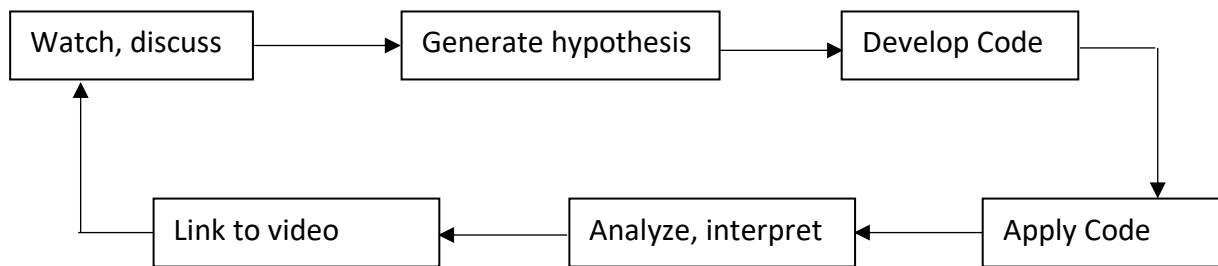 Watch, discuss
Generate hypothesis
Develop Code
Apply Code
Analyze, interpret
Link to video